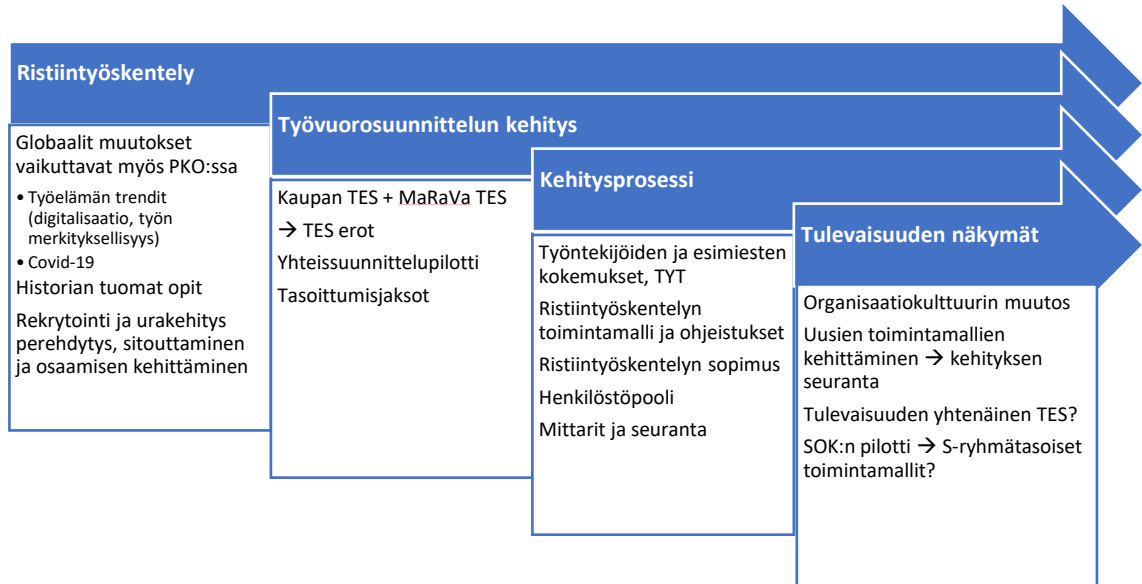 Ristiintyöskentely
Globaalit muutokset
vaikuttavat myös PKO:ssa
• Työelämän trendit
(digitalisaatio, työn
merkityksellisyys)
• Covid-19
Historian tuomat opit
Rekrytointi ja urakehitys
perehdytys, sitouttaminen
ja osaamisen kehittäminen
Työvuorosuunnittelun kehitys
Kaupan TES + MaRaVa TES
→ TES erot
Yhteissuunnittelupilotti
Tasoittumisjaksot
Kehitysprosessi
Työntekijöiden ja esimiesten
kokemukset, TYT
Ristiintyöskentelyn
toimintamalli ja ohjeistukset
Ristiintyöskentelyn sopimus
Henkilöstöpooli
Mittarit ja seuranta
Tulevaisuuden näkymät
Organisaatiokulttuurin muutos
Uusien toimintamallien
kehittäminen → kehityksen
seuranta
Tulevaisuuden yhtenäinen TES?
SOK:n pilotti → S-ryhmätasoiset
toimintamallit?